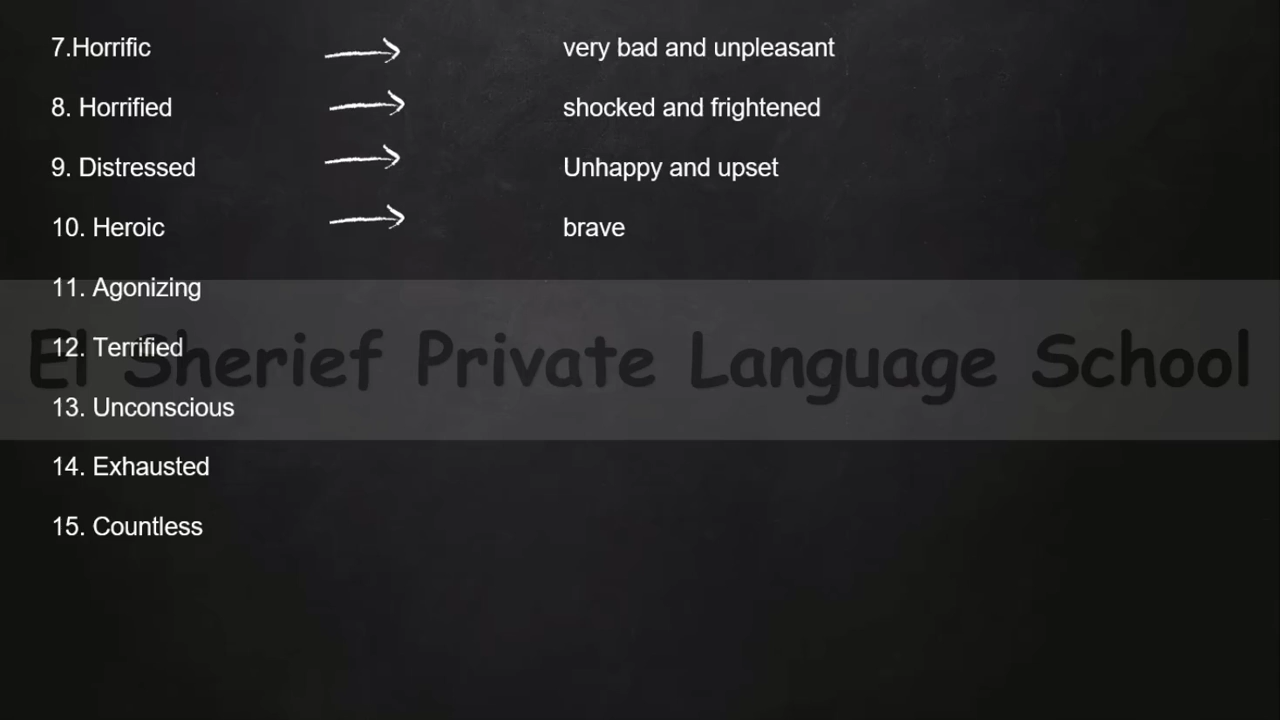 7.Horrific very bad and unpleasant
8. Horrified shocked and frightened
9. Distressed Unhappy and upset
10. Heroic brave
11. Agonizing
12. Terrified
El Sherief Private Language School
13. Unconscious
14. Exhausted
15. Countless